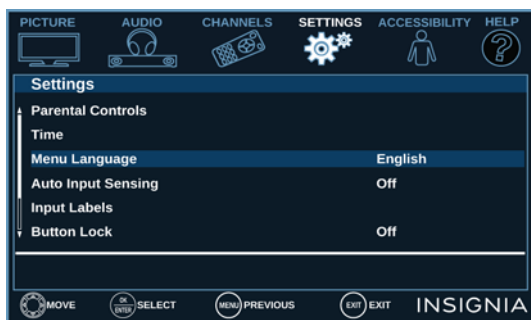 PICTURE AUDIO CHANNELS SETTINGS ACCESSIBILITY HELP
Settings
Parental Controls
Time
Menu Language English
Auto Input Sensing Off
Input Labels
Button Lock Off
MOVE OK ENTER SELECT MENU PREVIOUS EXIT EXIT INSIGNIA